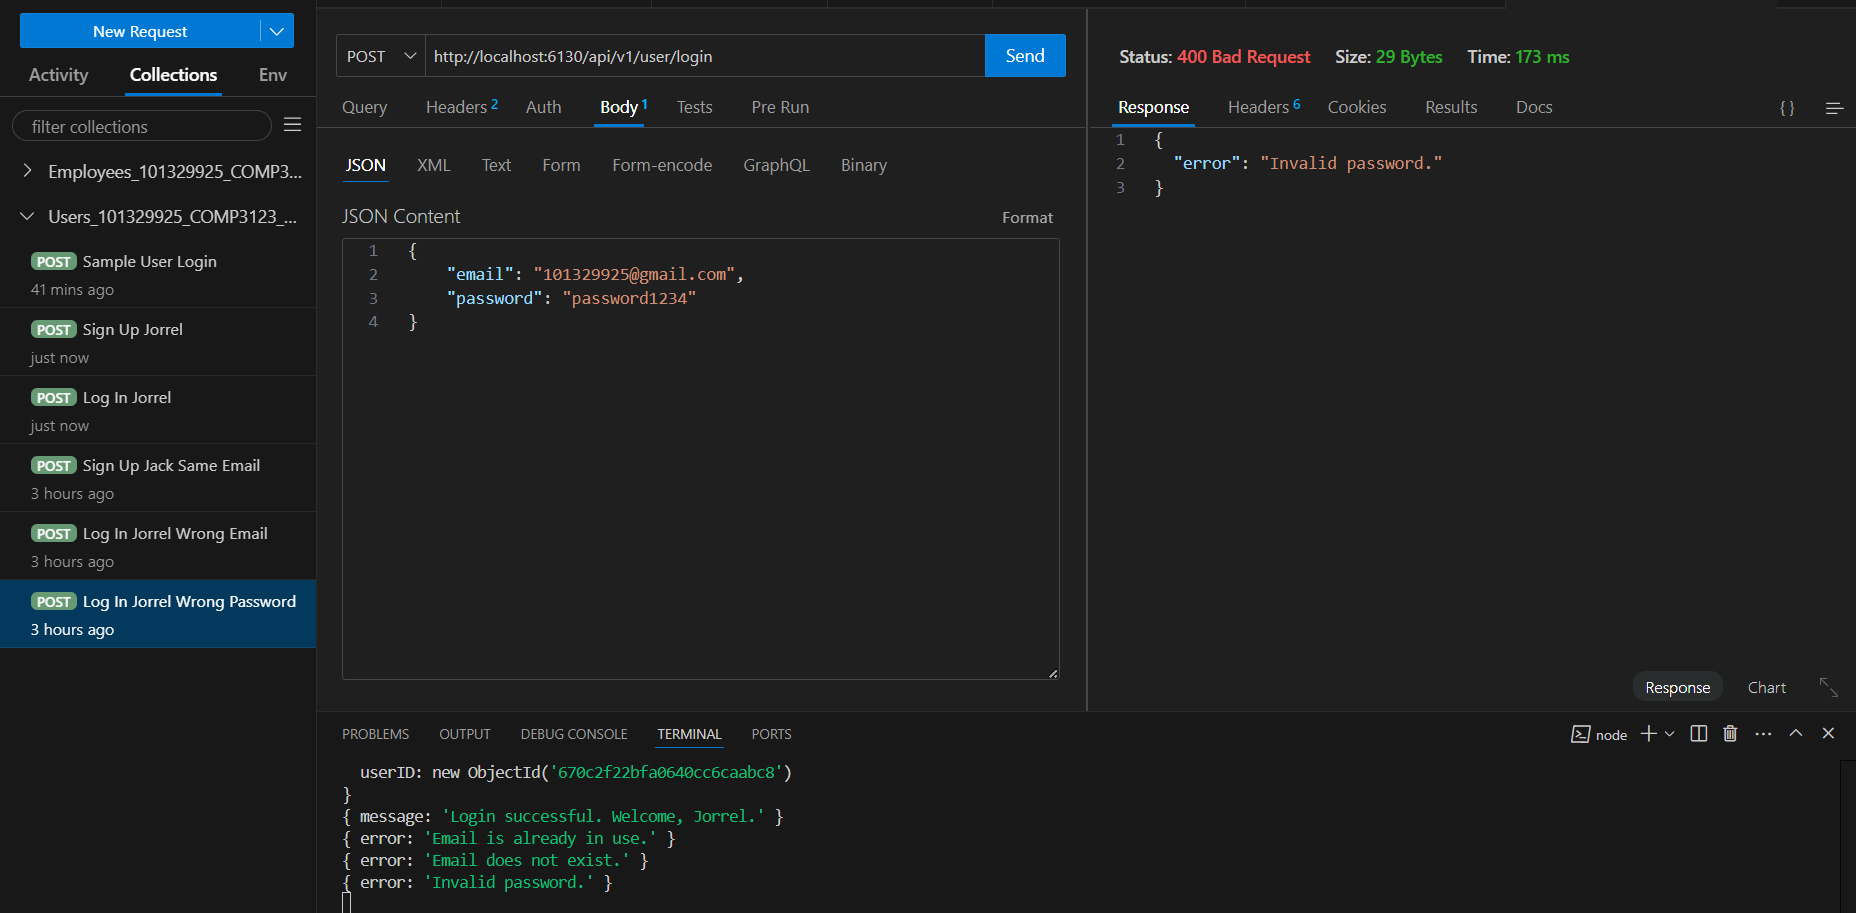 New Request
Activity Collections Env
filter collections
Employees_101329925_COMP3...
Users_101329925_COMP3123_...
POST Sample User Login
41 mins ago
POST Sign Up Jorrel
just now
POST Log In Jorrel
just now
POST Sign Up Jack Same Email
3 hours ago
POST Log In Jorrel Wrong Email
3 hours ago
POST Log In Jorrel Wrong Password
3 hours ago
POST http://localhost:6130/api/v1/user/login Send
Query Headers 2 Auth Body 1 Tests Pre Run
JSON XML Text Form Form-encode GraphQL Binary
JSON Content Format
1 {
2 "email": "101329925@gmail.com",
3 "password": "password1234"
4 }
Status: 400 Bad Request Size: 29 Bytes Time: 173 ms
Response Headers 6 Cookies Results Docs { }
1 {
2 "error": "Invalid password."
3 }
Response Chart
PROBLEMS OUTPUT DEBUG CONSOLE TERMINAL PORTS node
userID: new ObjectId('670c2f22bfa0640cc6caabc8')
}
{ message: 'Login successful. Welcome, Jorrel.' }
{ error: 'Email is already in use.' }
{ error: 'Email does not exist.' }
{ error: 'Invalid password.' }